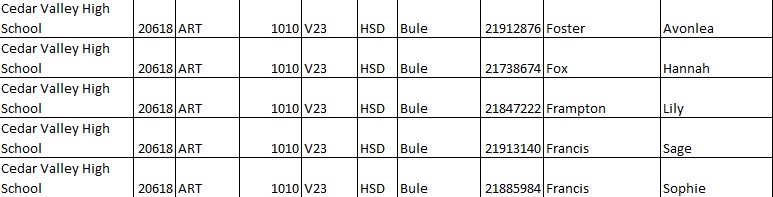 Cedar Valley High
School 20618 ART 1010 V23 HSD Bule 21912876 Foster Avonlea
Cedar Valley High
School 20618 ART 1010 V23 HSD Bule 21738674 Fox Hannah
Cedar Valley High
School 20618 ART 1010 V23 HSD Bule 21847222 Frampton Lily
Cedar Valley High
School 20618 ART 1010 V23 HSD Bule 21913140 Francis Sage
Cedar Valley High
School 20618 ART 1010 V23 HSD Bule 21885984 Francis Sophie